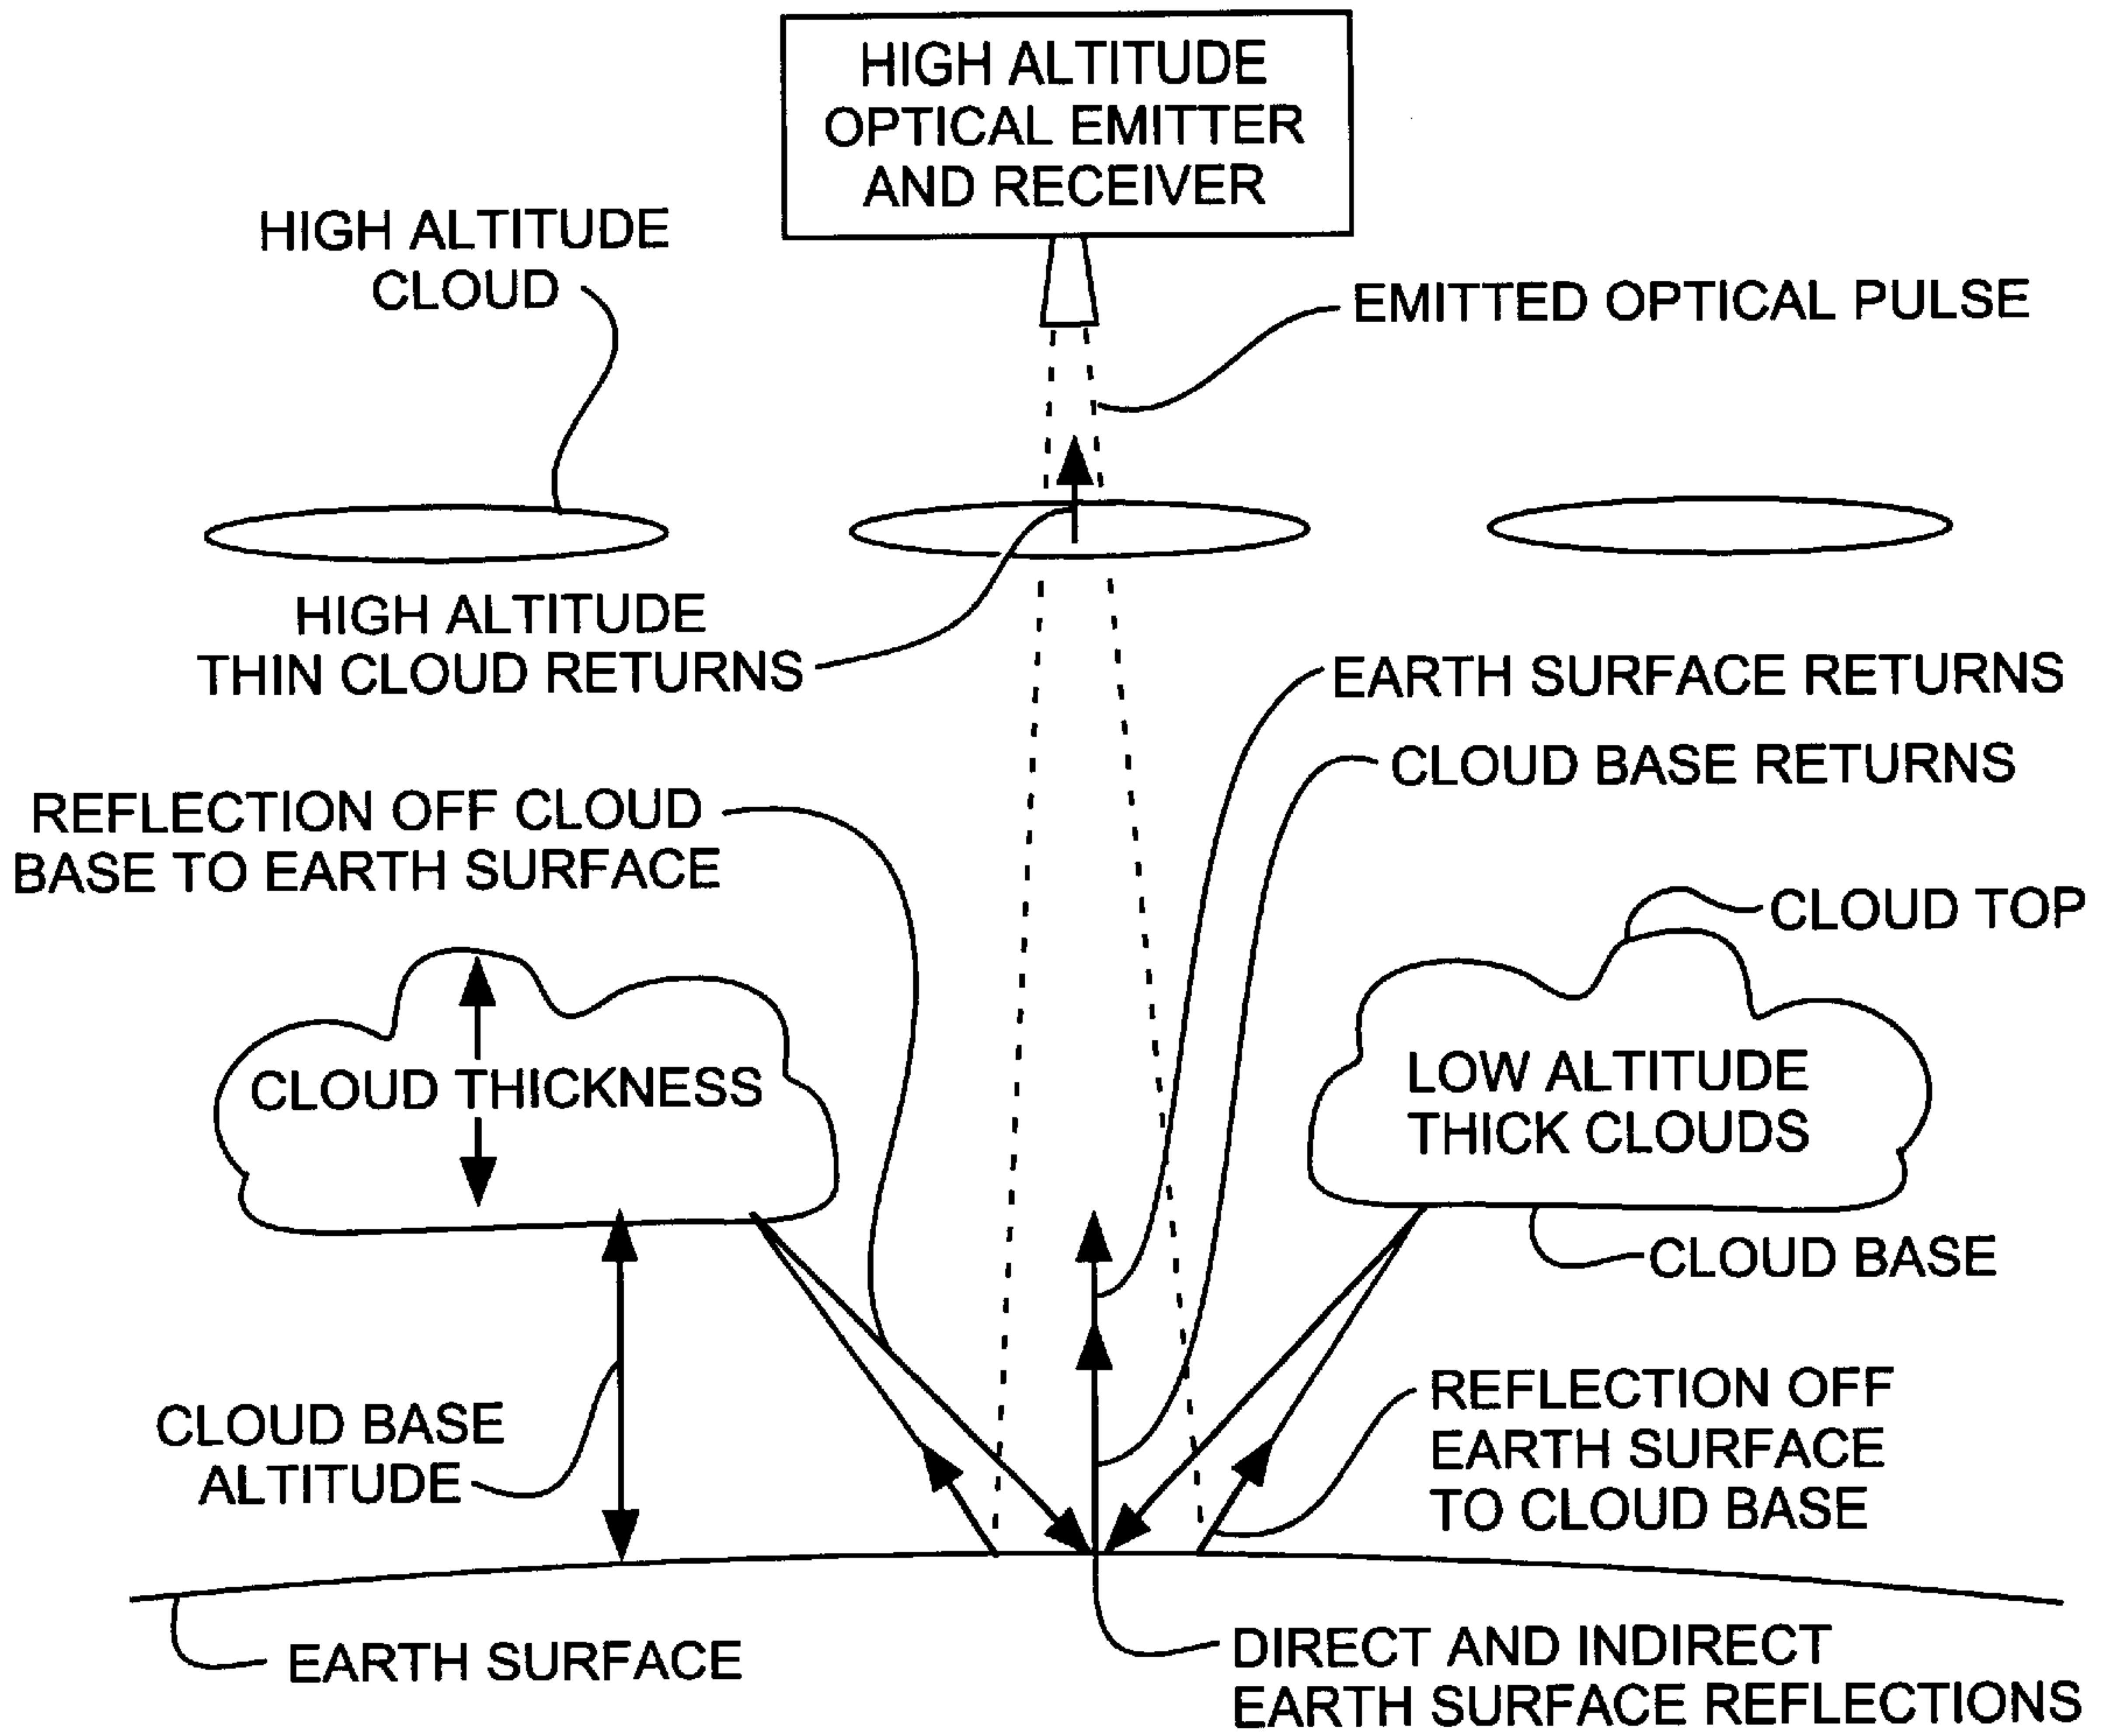 HIGH ALTITUDE
OPTICAL EMITTER
AND RECEIVER
HIGH ALTITUDE
CLOUD
EMITTED OPTICAL PULSE
HIGH ALTITUDE
THIN CLOUD RETURNS
EARTH SURFACE RETURNS
CLOUD BASE RETURNS
REFLECTION OFF CLOUD
BASE TO EARTH SURFACE
CLOUD TOP
CLOUD THICKNESS
LOW ALTITUDE
THICK CLOUDS
CLOUD BASE
CLOUD BASE
ALTITUDE
REFLECTION OFF
EARTH SURFACE
TO CLOUD BASE
EARTH SURFACE
DIRECT AND INDIRECT
EARTH SURFACE REFLECTIONS